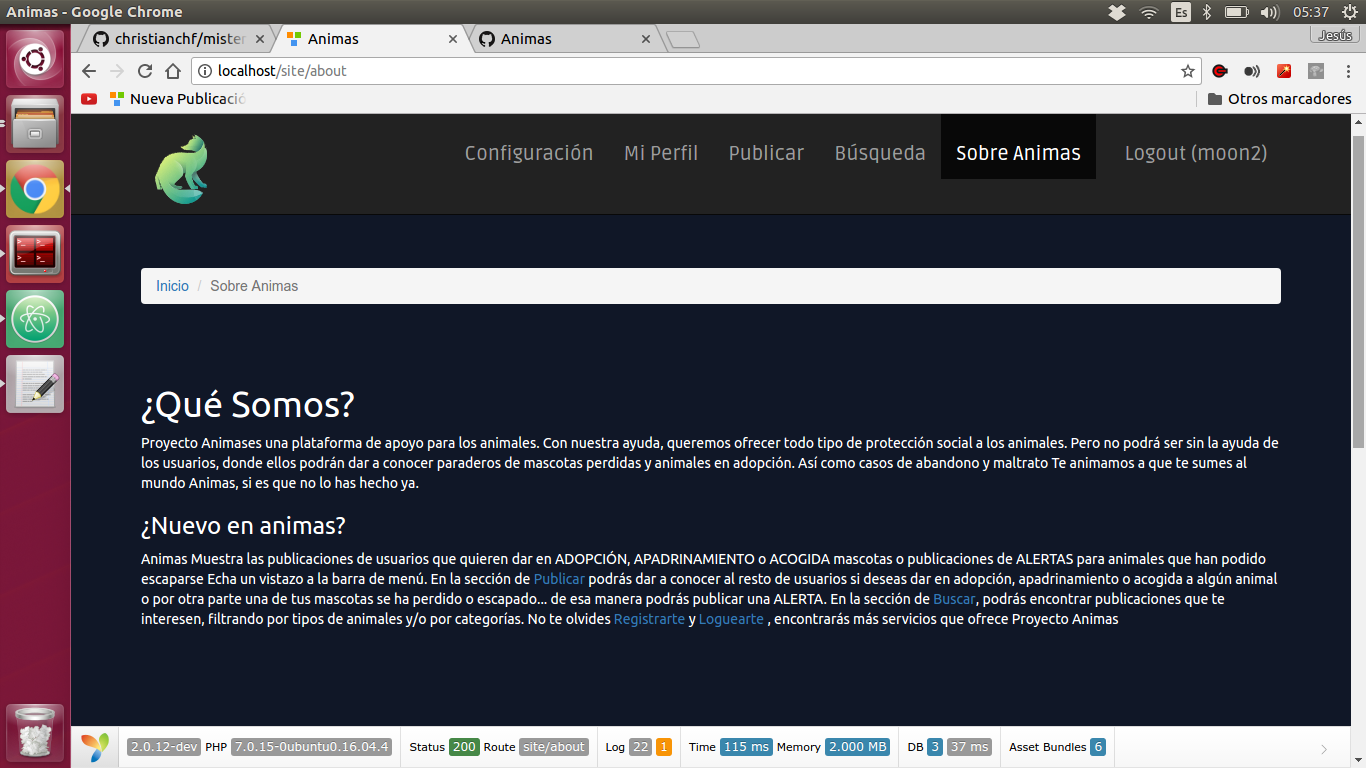 Animas - Google Chrome
Es
05:37
christianchf/mister
Animas
Animas
Jesús
localhost/site/about
Nueva Publicació
Otros marcadores
Configuración
Mi Perfil
Publicar
Búsqueda
Sobre Animas
Logout (moon2)
Inicio / Sobre Animas
¿Qué Somos?
Proyecto Animases una plataforma de apoyo para los animales. Con nuestra ayuda, queremos ofrecer todo tipo de protección social a los animales. Pero no podrá ser sin la ayuda de
los usuarios, donde ellos podrán dar a conocer paraderos de mascotas perdidas y animales en adopción. Así como casos de abandono y maltrato Te animamos a que te sumes al
mundo Animas, si es que no lo has hecho ya.
¿Nuevo en animas?
Animas Muestra las publicaciones de usuarios que quieren dar en ADOPCIÓN, APADRINAMIENTO o ACOGIDA mascotas o publicaciones de ALERTAS para animales que han podido
escaparse Echa un vistazo a la barra de menú. En la sección de Publicar podrás dar a conocer al resto de usuarios si deseas dar en adopción, apadrinamiento o acogida a algún animal
o por otra parte una de tus mascotas se ha perdido o escapado... de esa manera podrás publicar una ALERTA. En la sección de Buscar, podrás encontrar publicaciones que te
interesen, filtrando por tipos de animales y/o por categorías. No te olvides Registrarte y Loguearte , encontrarás más servicios que ofrece Proyecto Animas
2.0.12-dev PHP 7.0.15-0ubuntu0.16.04.4 Status 200 Route site/about Log 22 1 Time 115 ms Memory 2.000 MB DB 3 37 ms Asset Bundles 6